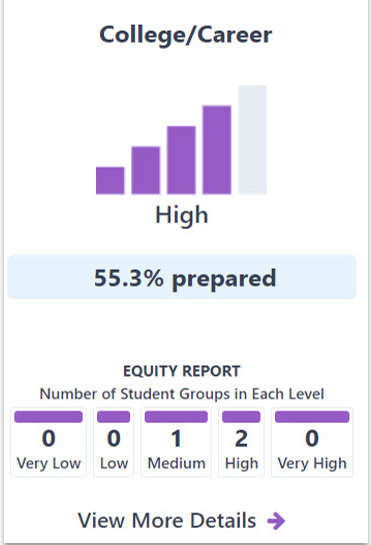 College/Career
High
55.3% prepared
EQUITY REPORT
Number of Student Groups in Each Level
0 0 1 2 0
Very Low Low Medium High Very High
View More Details